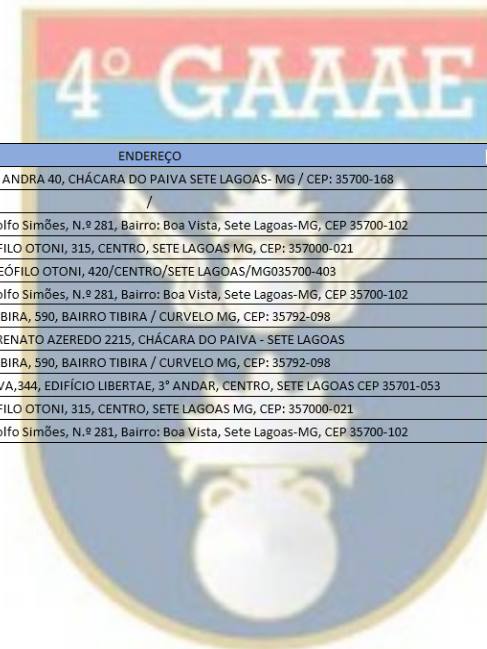 4° GAAAE
ENDEREÇO
ANDRA 40, CHÁCARA DO PAIVA SETE LAGOAS- MG / CEP: 35700-168
/
olfo Simões, N.º 281, Bairro: Boa Vista, Sete Lagoas-MG, CEP 35700-102
FILO OTONI, 315, CENTRO, SETE LAGOAS MG, CEP: 357000-021
EÓFILO OTONI, 420/CENTRO/SETE LAGOAS/MG035700-403
olfo Simões, N.º 281, Bairro: Boa Vista, Sete Lagoas-MG, CEP 35700-102
BIRA, 590, BAIRRO TIBIRA / CURVELO MG, CEP: 35792-098
RENATO AZEREDO 2215, CHÁCARA DO PAIVA - SETE LAGOAS
BIRA, 590, BAIRRO TIBIRA / CURVELO MG, CEP: 35792-098
VA,344, EDIFÍCIO LIBERTAE, 3° ANDAR, CENTRO, SETE LAGOAS CEP 35701-053
FILO OTONI, 315, CENTRO, SETE LAGOAS MG, CEP: 357000-021
olfo Simões, N.º 281, Bairro: Boa Vista, Sete Lagoas-MG, CEP 35700-102